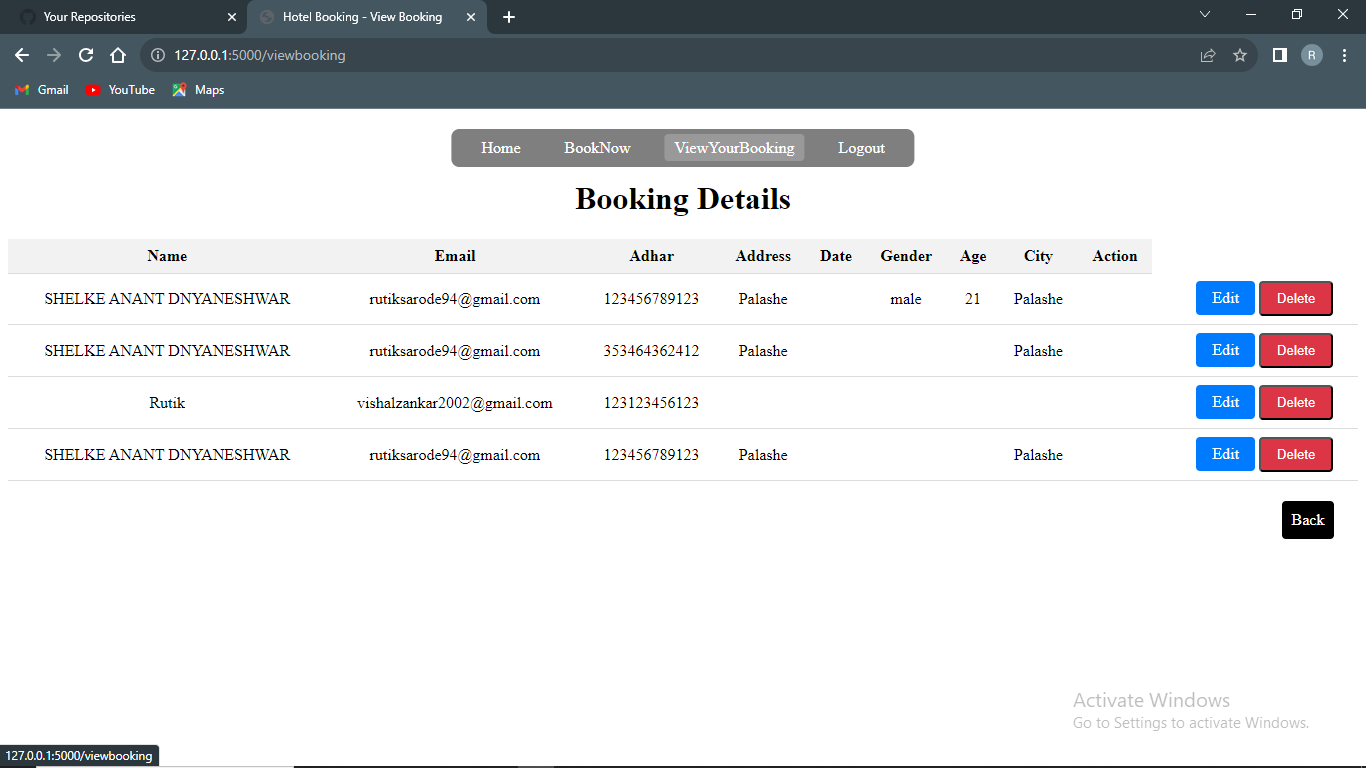 Your Repositories
Hotel Booking - View Booking
127.0.0.1:5000/viewbooking
R
Gmail YouTube Maps
Home BookNow ViewYourBooking Logout
Booking Details
Name Email Adhar Address Date Gender Age City Action
SHELKE ANANT DNYANESHWAR rutiksarode94@gmail.com 123456789123 Palashe male 21 Palashe Edit Delete
SHELKE ANANT DNYANESHWAR rutiksarode94@gmail.com 353464362412 Palashe Palashe Edit Delete
Rutik vishalzankar2002@gmail.com 123123456123 Edit Delete
SHELKE ANANT DNYANESHWAR rutiksarode94@gmail.com 123456789123 Palashe Palashe Edit Delete
Back
Activate Windows
Go to Settings to activate Windows.
127.0.0.1:5000/viewbooking